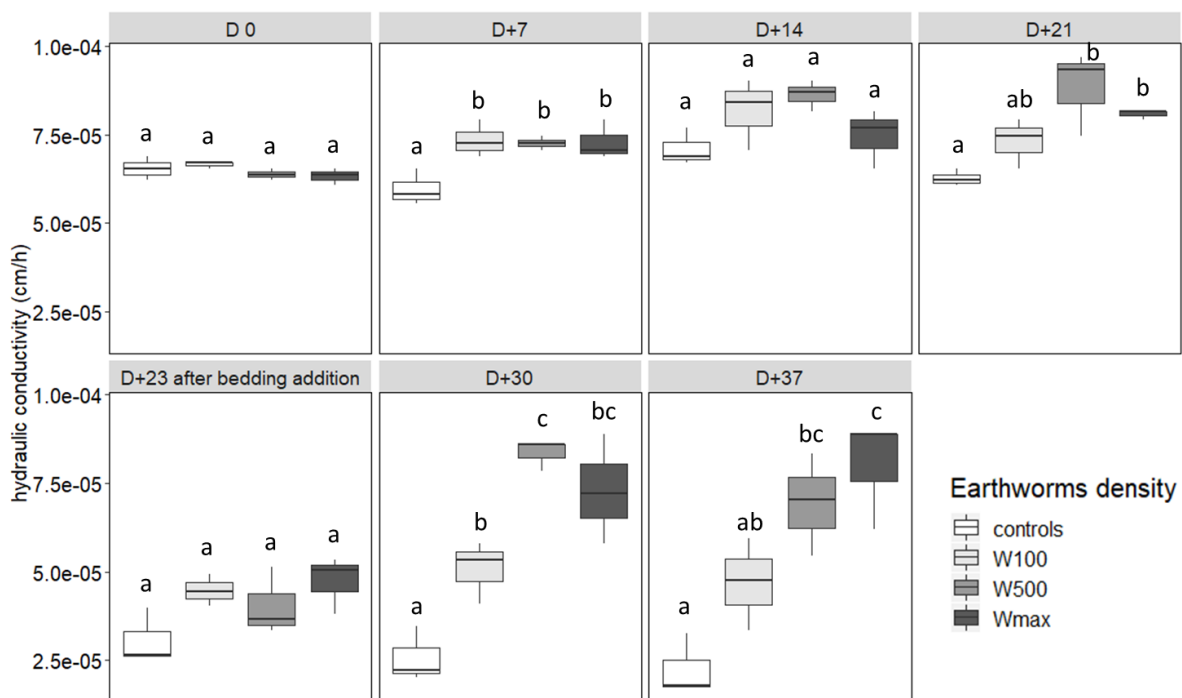 D 0
D+7
D+14
D+21
1.0e-04
7.5e-05
5.0e-05
2.5e-05
a
a
a
a
a
b
b
b
a
a
a
a
a
ab
b
b
hydraulic conductivity (cm/h)
D+23 after bedding addition
D+30
D+37
1.0e-04
7.5e-05
5.0e-05
2.5e-05
a
a
a
a
a
b
c
bc
a
ab
bc
c
Earthworms density
controls
W100
W500
Wmax